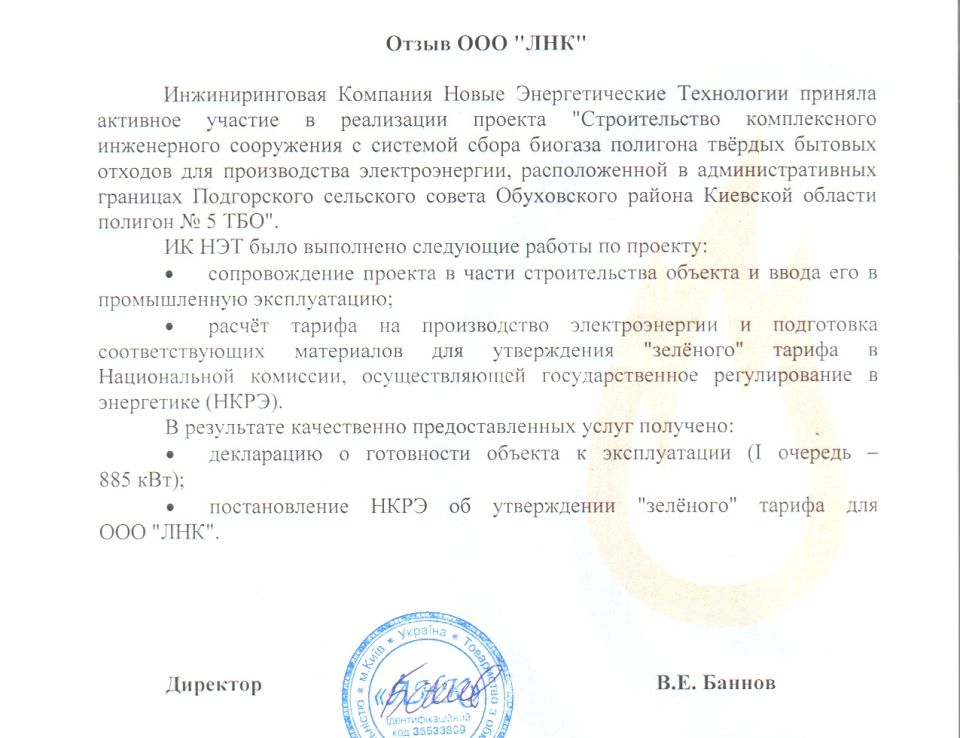 Отзыв ООО "ЛНК"
Инжиниринговая Компания Новые Энергетические Технологии приняла
активное участие в реализации проекта "Строительство комплексного
инженерного сооружения с системой сбора биогаза полигона твёрдых бытовых
отходов для производства электроэнергии, расположенной в административных
границах Подгорского сельского совета Обуховского района Киевской области
полигон № 5 ТБО".
ИК НЭТ было выполнено следующие работы по проекту:
• сопровождение проекта в части строительства объекта и ввода его в
промышленную эксплуатацию;
• расчёт тарифа на производство электроэнергии и подготовка
соответствующих материалов для утверждения "зелёного" тарифа в
Национальной комиссии, осуществляющей государственное регулирование в
энергетике (НКРЭ).
В результате качественно предоставленных услуг получено:
• декларацию о готовности объекта к эксплуатации (I очередь –
885 кВт);
• постановление НКРЭ об утверждении "зелёного" тарифа для
ООО "ЛНК".
Директор
В.Е. Баннов
м.Київ * Україна * Товариство з
Ідентифікаційний
код 35533899